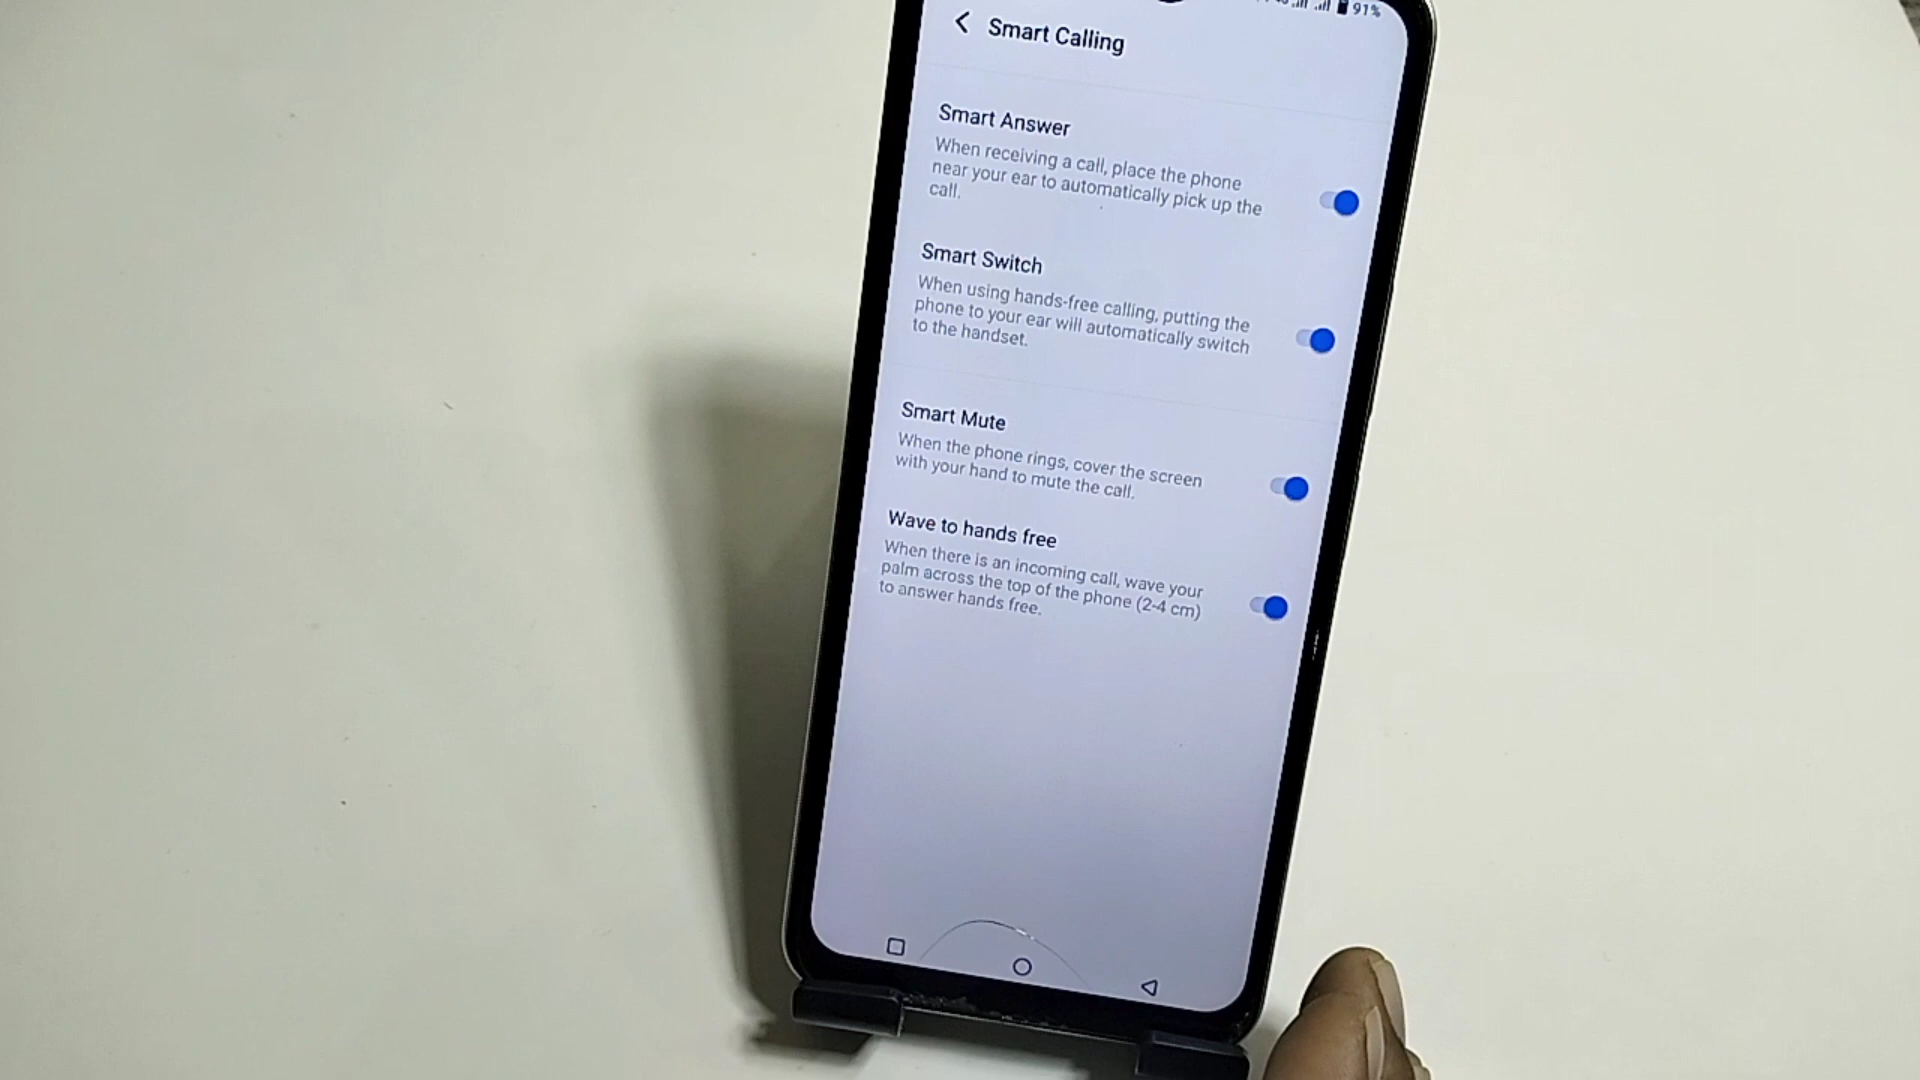 91%
Smart Calling
Smart Answer
When receiving a call, place the phone
near your ear to automatically pick up the
call.
Smart Switch
When using hands-free calling, putting the
phone to your ear will automatically switch
to the handset.
Smart Mute
When the phone rings, cover the screen
with your hand to mute the call.
Wave to hands free
When there is an incoming call, wave your
palm across the top of the phone (2-4 cm)
to answer hands free.